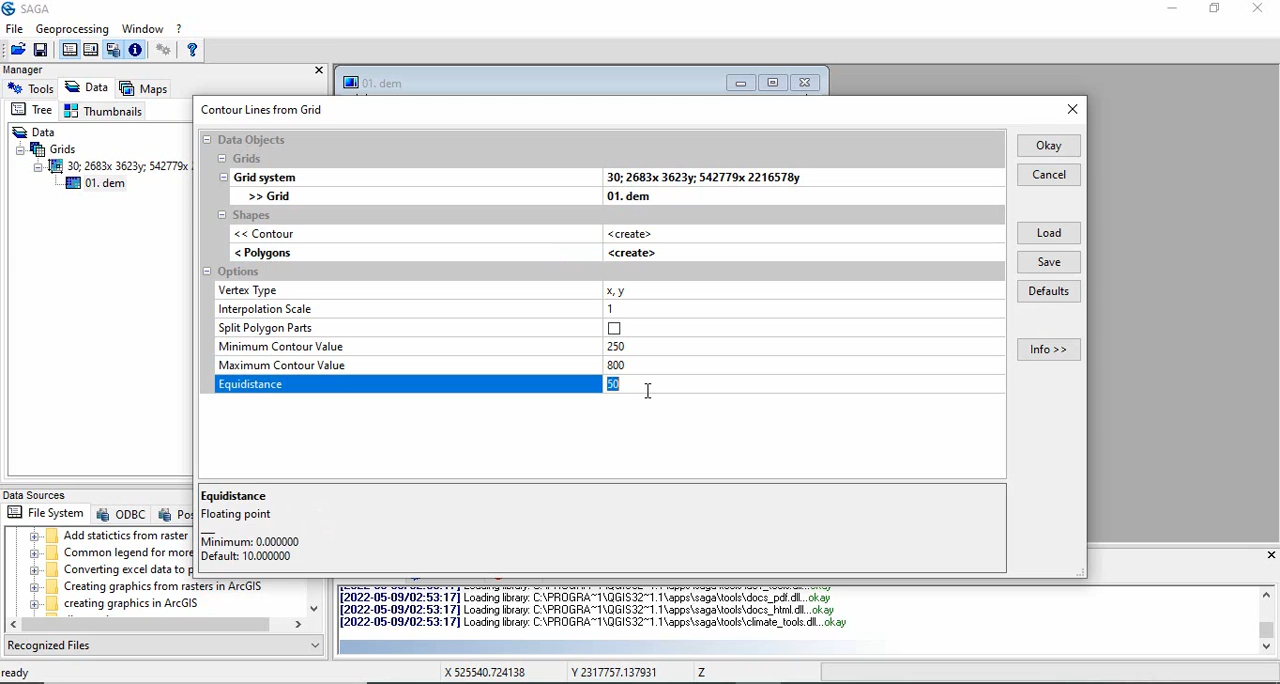 SAGA
File Geoprocessing Window ?
Manager
Tools Data Maps
Tree Thumbnails
Data
Grids
30; 2683x 3623y; 542779x
01. dem
01. dem
Contour Lines from Grid
Data Objects
Grids
Grid system 30; 2683x 3623y; 542779x 2216578y
>> Grid 01. dem
Shapes
<< Contour <create>
< Polygons <create>
Options
Vertex Type x, y
Interpolation Scale 1
Split Polygon Parts
Minimum Contour Value 250
Maximum Contour Value 800
Equidistance 50
Okay
Cancel
Load
Save
Defaults
Info >>
Equidistance
Floating point
Minimum: 0.000000
Default: 10.000000
Data Sources
File System ODBC
Add statictics from raster
Common legend for more
Converting excel data to p
Creating graphics from rasters in ArcGIS
creating graphics in ArcGIS
Recognized Files
[2022-05-09/02:53:17] Loading library: C:\PROGRA~1\QGIS32~1.1\apps\saga\tools\docs_pdf.dll...okay
[2022-05-09/02:53:17] Loading library: C:\PROGRA~1\QGIS32~1.1\apps\saga\tools\docs_html.dll...okay
[2022-05-09/02:53:17] Loading library: C:\PROGRA~1\QGIS32~1.1\apps\saga\tools\climate_tools.dll...okay
ready X 525540.724138 Y 2317757.137931 Z